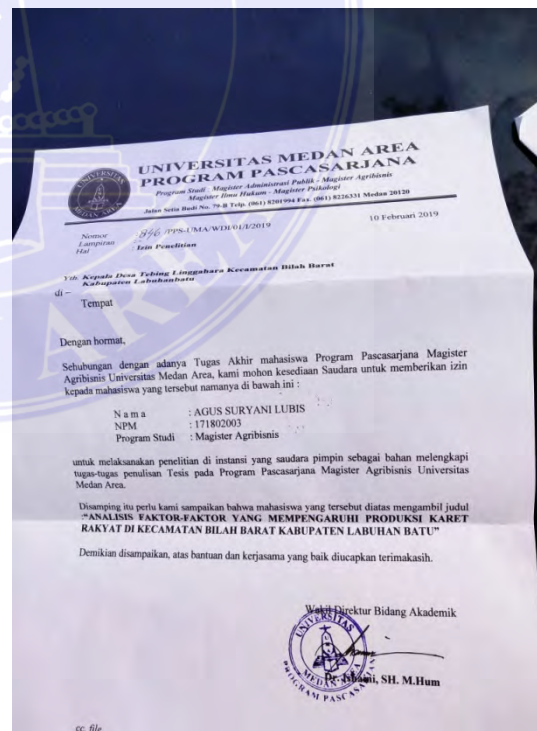 UNIVERSITAS MEDAN AREA
PROGRAM PASCASARJANA
Program Studi : Magister Administrasi Publik - Magister Agribisnis
Magister Ilmu Hukum - Magister Psikologi
Jalan Setia Budi No. 79-B Telp. (061) 8201994 Fax. (061) 8226331 Medan 20120
10 Februari 2019
Nomor : 846 /PPS-UMA/WDI/01/I/2019
Lampiran
Hal : Izin Penelitian
Yth. Kepala Desa Tebing Linggahara Kecamatan Bilah Barat
Kabupaten Labuhanbatu
di –
Tempat
Dengan hormat,
Sehubungan dengan adanya Tugas Akhir mahasiswa Program Pascasarjana Magister
Agribisnis Universitas Medan Area, kami mohon kesediaan Saudara untuk memberikan izin
kepada mahasiswa yang tersebut namanya di bawah ini :
N a m a : AGUS SURYANI LUBIS
NPM : 171802003
Program Studi : Magister Agribisnis
untuk melaksanakan penelitian di instansi yang saudara pimpin sebagai bahan melengkapi
tugas-tugas penulisan Tesis pada Program Pascasarjana Magister Agribisnis Universitas
Medan Area.
Disamping itu perlu kami sampaikan bahwa mahasiswa yang tersebut diatas mengambil judul
:"ANALISIS FAKTOR-FAKTOR YANG MEMPENGARUHI PRODUKSI KARET
RAKYAT DI KECAMATAN BILAH BARAT KABUPATEN LABUHAN BATU"
Demikian disampaikan, atas bantuan dan kerjasama yang baik diucapkan terimakasih.
Wakil Direktur Bidang Akademik
UNIVERSITAS
MEDAN AREA
PROGRAM PASCASARJANA
Dr. Isnaini, SH. M.Hum
cc. file